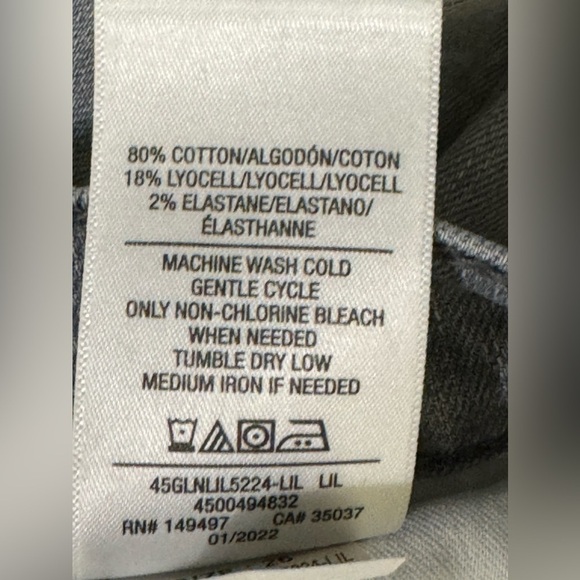 80% COTTON/ALGODÓN/COTON
18% LYOCELL/LYOCELL/LYOCELL
2% ELASTANE/ELASTANO/
ÉLASTHANNE
MACHINE WASH COLD
GENTLE CYCLE
ONLY NON-CHLORINE BLEACH
WHEN NEEDED
TUMBLE DRY LOW
MEDIUM IRON IF NEEDED
45GLNLIL5224-LIL LIL
4500494832
RN# 149497 CA# 35037
01/2022